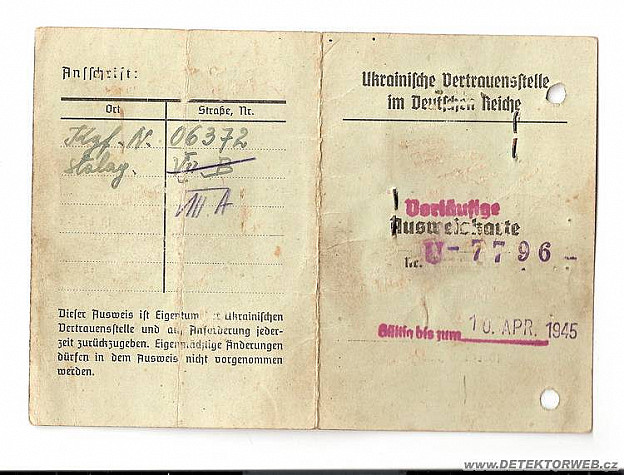 Anschrift:
Ort Straße, Nr.
Kgf. N. 06372
Stalag. VII B
VII A
Dieser Ausweis ist Eigentum der Ukrainischen
Vertrauensstelle und auf Anforderung jeder-
zeit zurückzugeben. Eigenmächtige Änderungen
dürfen in dem Ausweis nicht vorgenommen
werden.
Ukrainische Vertrauensstelle
im Deutschen Reiche
Vorläufige
Ausweiskarte
Nr. U-7796-
Gültig bis zum 10. APR. 1945
www.DETEKTORWEB.cz